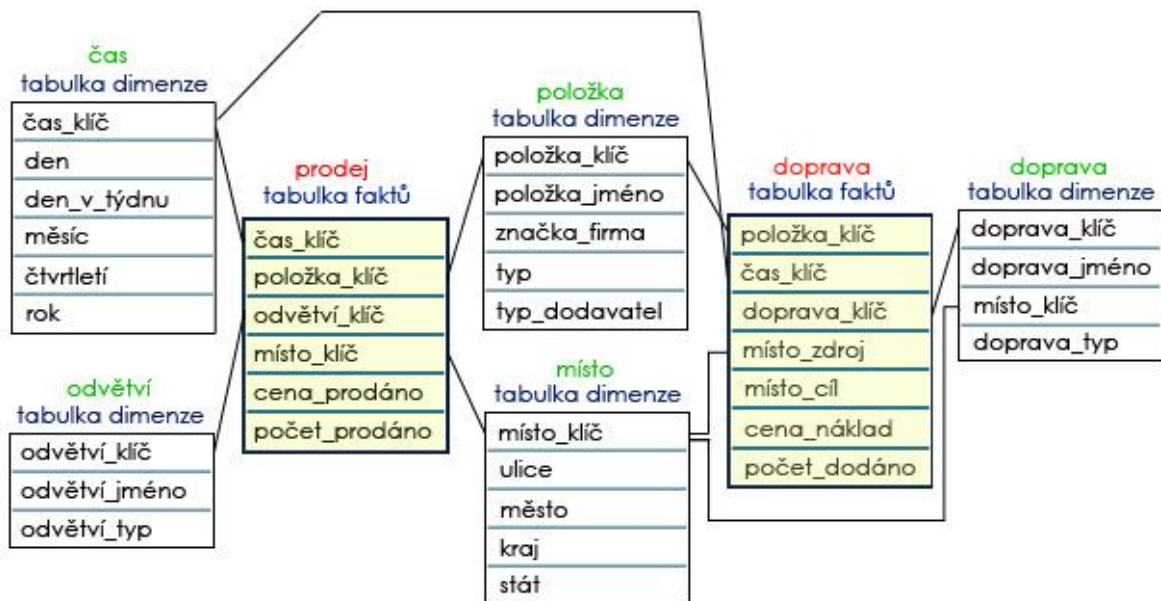 čas
tabulka dimenze
čas_klíč
den
den_v_týdnu
měsíc
čtvrtletí
rok
odvětví
tabulka dimenze
odvětví_klíč
odvětví_jméno
odvětví_typ
prodej
tabulka faktů
čas_klíč
položka_klíč
odvětví_klíč
místo_klíč
cena_prodáno
počet_prodáno
položka
tabulka dimenze
položka_klíč
položka_jméno
značka_firma
typ
typ_dodavatel
místo
tabulka dimenze
místo_klíč
ulice
město
kraj
stát
doprava
tabulka faktů
položka_klíč
čas_klíč
doprava_klíč
místo_zdroj
místo_cíl
cena_náklad
počet_dodáno
doprava
tabulka dimenze
doprava_klíč
doprava_jméno
místo_klíč
doprava_typ